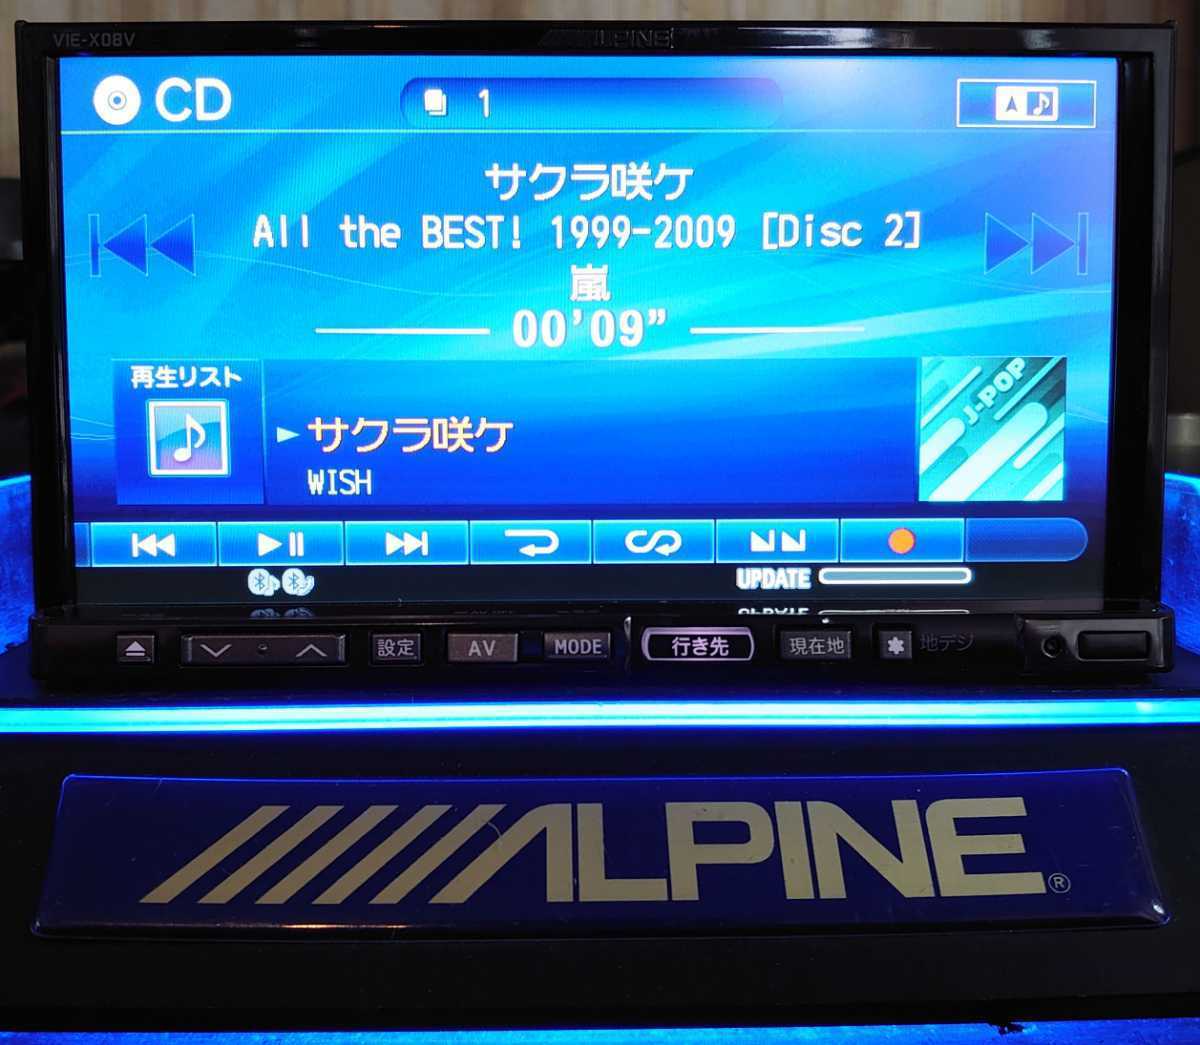 VIE-X08V
ALPINE
CD
1
サクラ咲ケ
All the BEST! 1999-2009 [Disc 2]
嵐
00'09”
再生リスト
サクラ咲ケ
WISH
J-POP
UPDATE
設定
AV
MODE
行き先
現在地
地デジ
ALPINE®